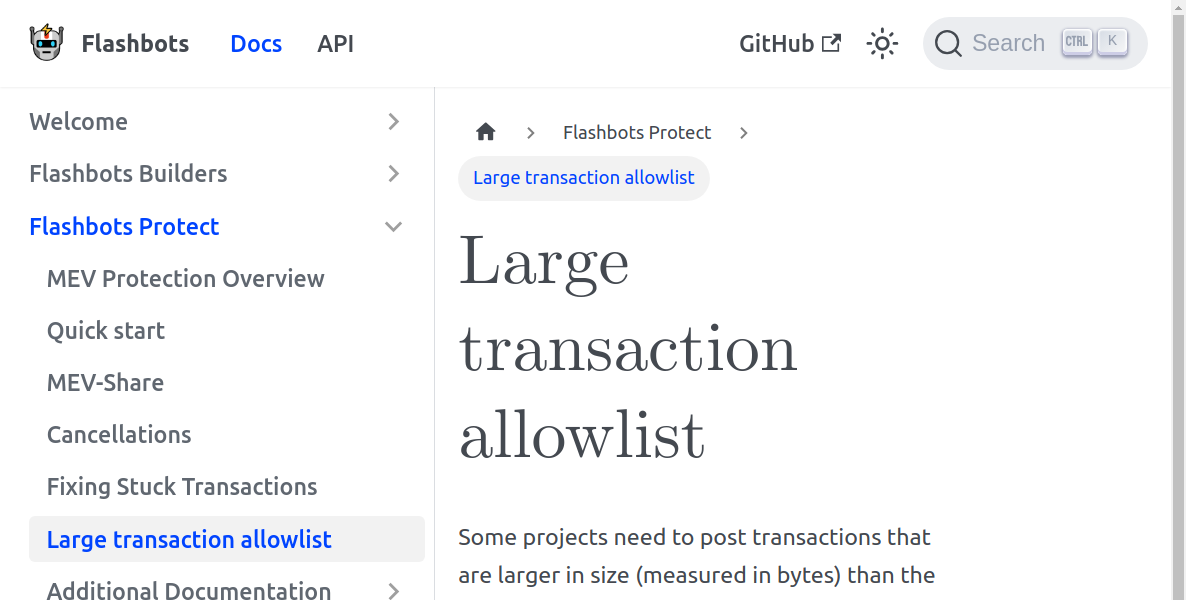 Flashbots Docs API GitHub Search CTRL K
Welcome
Flashbots Builders
Flashbots Protect
MEV Protection Overview
Quick start
MEV-Share
Cancellations
Fixing Stuck Transactions
Large transaction allowlist
Additional Documentation
Flashbots Protect
Large transaction allowlist
Large
transaction
allowlist
Some projects need to post transactions that
are larger in size (measured in bytes) than the